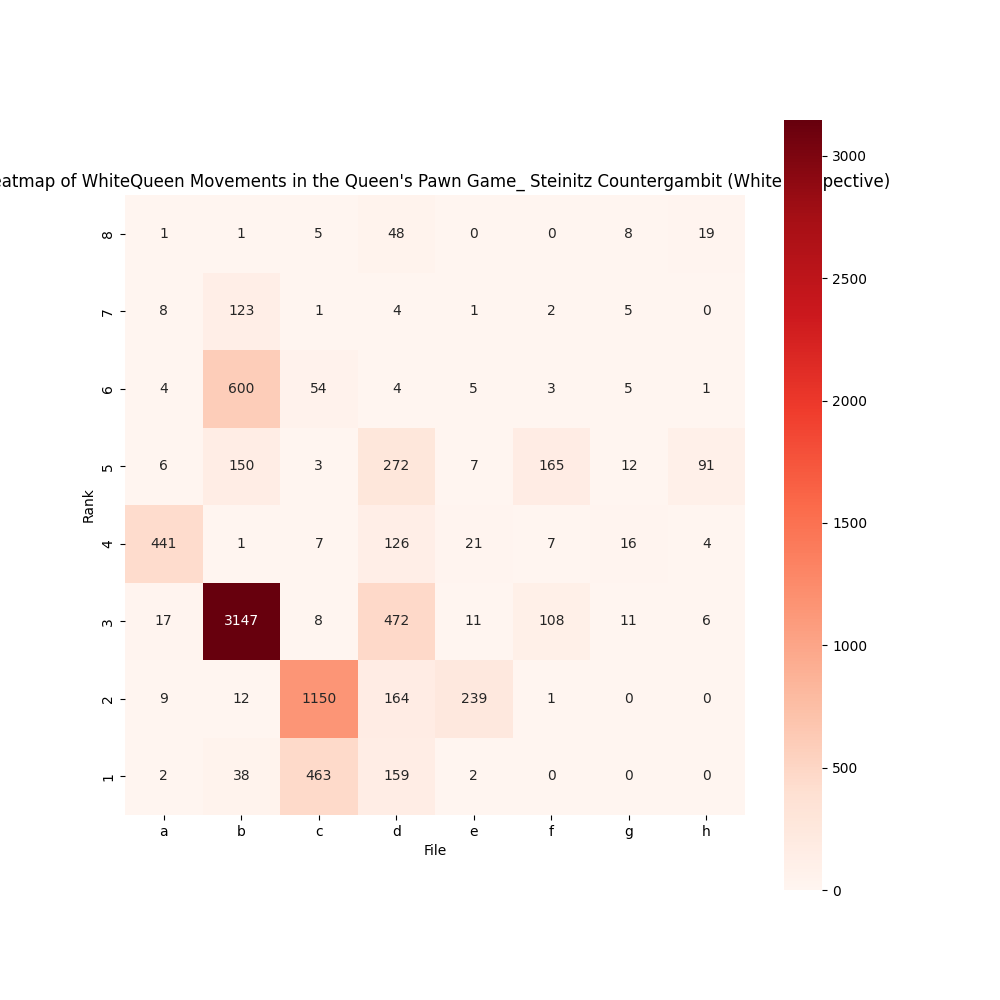 eatmap of WhiteQueen Movements in the Queen's Pawn Game_ Steinitz Countergambit (White pective)
8 1 1 5 48 0 0 8 19
7 8 123 1 4 1 2 5 0
6 4 600 54 4 5 3 5 1
5 6 150 3 272 7 165 12 91
4 441 1 7 126 21 7 16 4
3 17 3147 8 472 11 108 11 6
2 9 12 1150 164 239 1 0 0
1 2 38 463 159 2 0 0 0
a b c d e f g h
File
Rank
3000
2500
2000
1500
1000
500
0